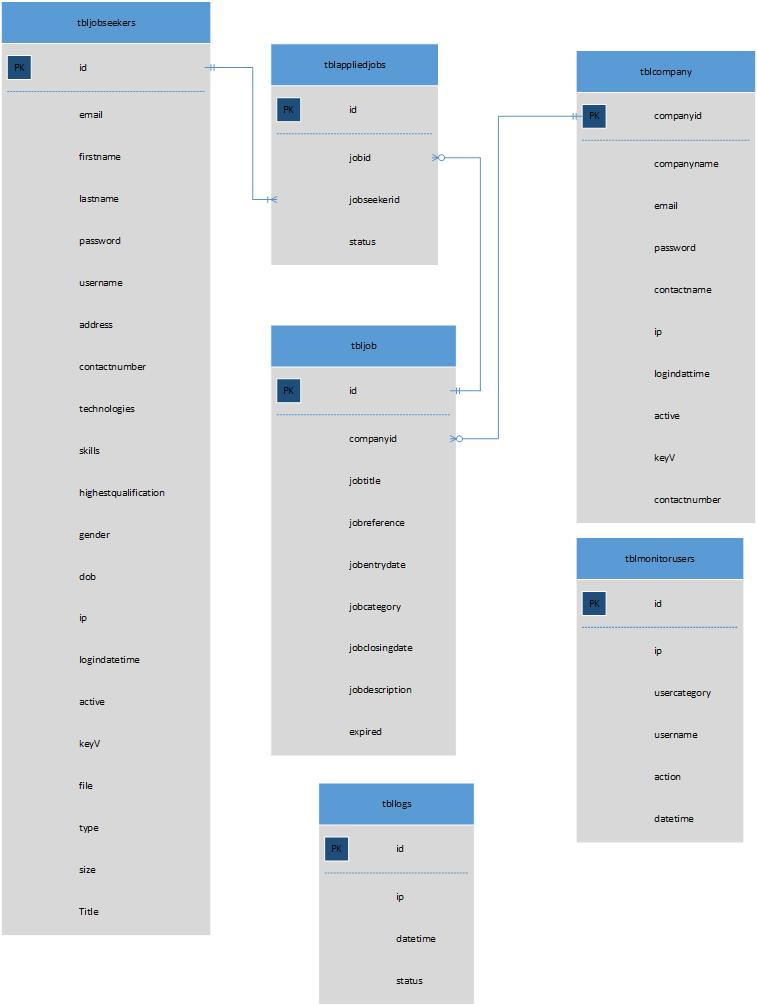 tbljobseekers
PK id
email
firstname
lastname
password
username
address
contactnumber
technologies
skills
highestqualification
gender
dob
ip
logindatetime
active
keyV
file
type
size
Title
tblappliedjobs
PK id
jobid
jobseekerid
status
tbljob
PK id
companyid
jobtitle
jobreference
jobentrydate
jobcategory
jobclosingdate
jobdescription
expired
tbllogs
PK id
ip
datetime
status
tblcompany
PK companyid
companyname
email
password
contactname
ip
logindattime
active
keyV
contactnumber
tblmonitorusers
PK id
ip
usercategory
username
action
datetime